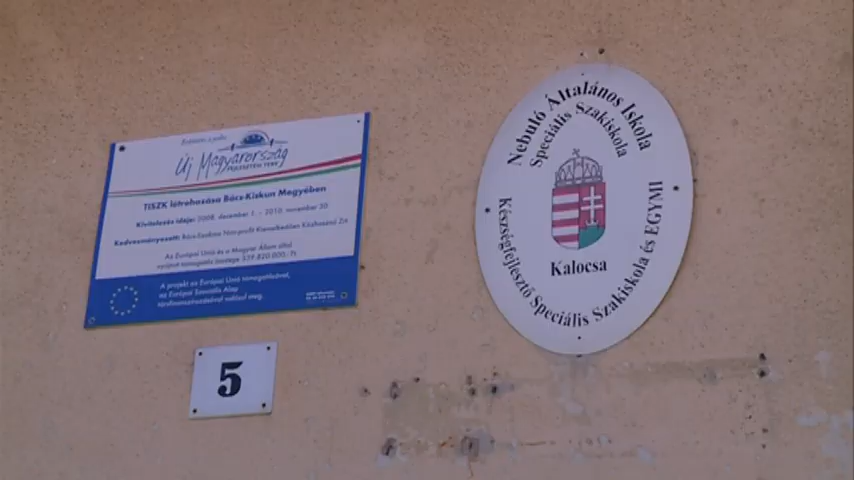 Új Magyarország
FEJLESZTÉSI TERV
TISZK létrehozása Bács-Kiskun Megyében
Kivitelezés ideje: 2008. december 1. - 2010. november 30.
Kedvezményezett: Nonprofit Kiemelkedően Közhasznú Zrt.
Az Európai Unió és a Magyar Állam által
nyújtott támogatás összege 379.820.000,- Ft
A projekt az Európai Unió támogatásával,
az Európai Szociális Alap
társfinanszírozásával valósul meg.
5
Nebuló Általános Iskola
Speciális Szakiskola
Kalocsa
Készségfejlesztő Speciális Szakiskola és EGYMI